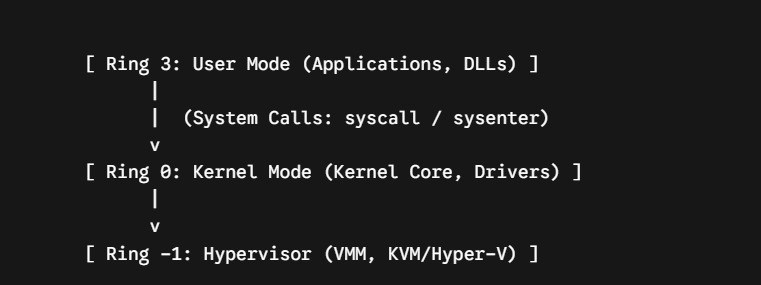 [ Ring 3: User Mode (Applications, DLLs) ]
|
| (System Calls: syscall / sysenter)
v
[ Ring 0: Kernel Mode (Kernel Core, Drivers) ]
|
v
[ Ring -1: Hypervisor (VMM, KVM/Hyper-V) ]